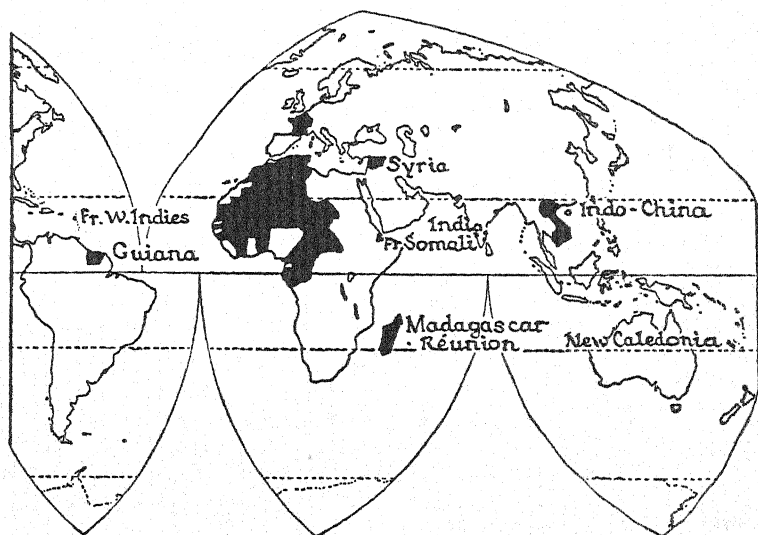 Syria
Fr. W. Indies
Guiana
India
Fr. Somali
Indo-China
Madagascar
Réunion
New Caledonia